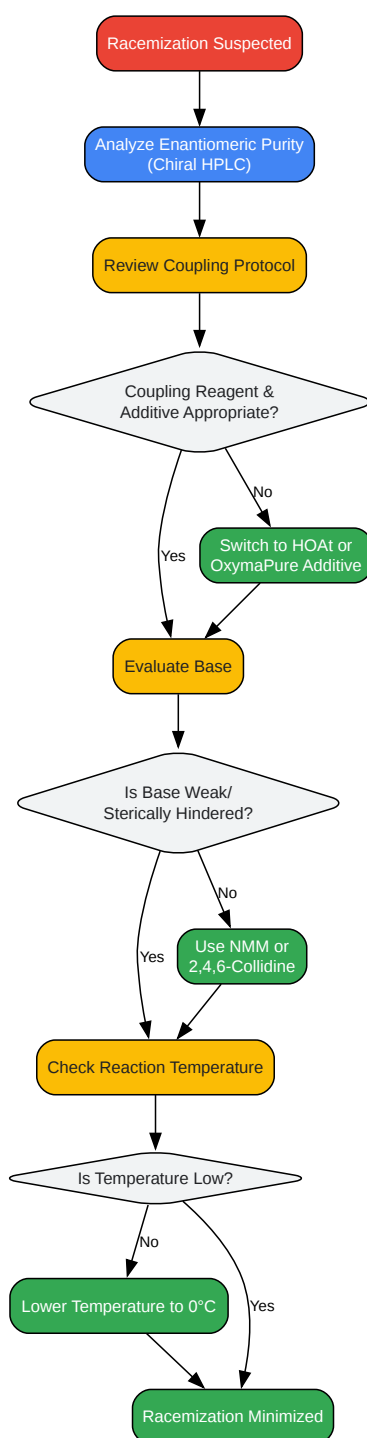 Racemization Suspected
Analyze Enantiomeric Purity
(Chiral HPLC)
Review Coupling Protocol
Coupling Reagent &
Additive Appropriate?
No
Switch to HOAt or
OxymaPure Additive
Yes
Evaluate Base
Is Base Weak/
Sterically Hindered?
No
Use NMM or
2,4,6-Collidine
Yes
Check Reaction Temperature
Is Temperature Low?
No
Lower Temperature to 0°C
Yes
Racemization Minimized